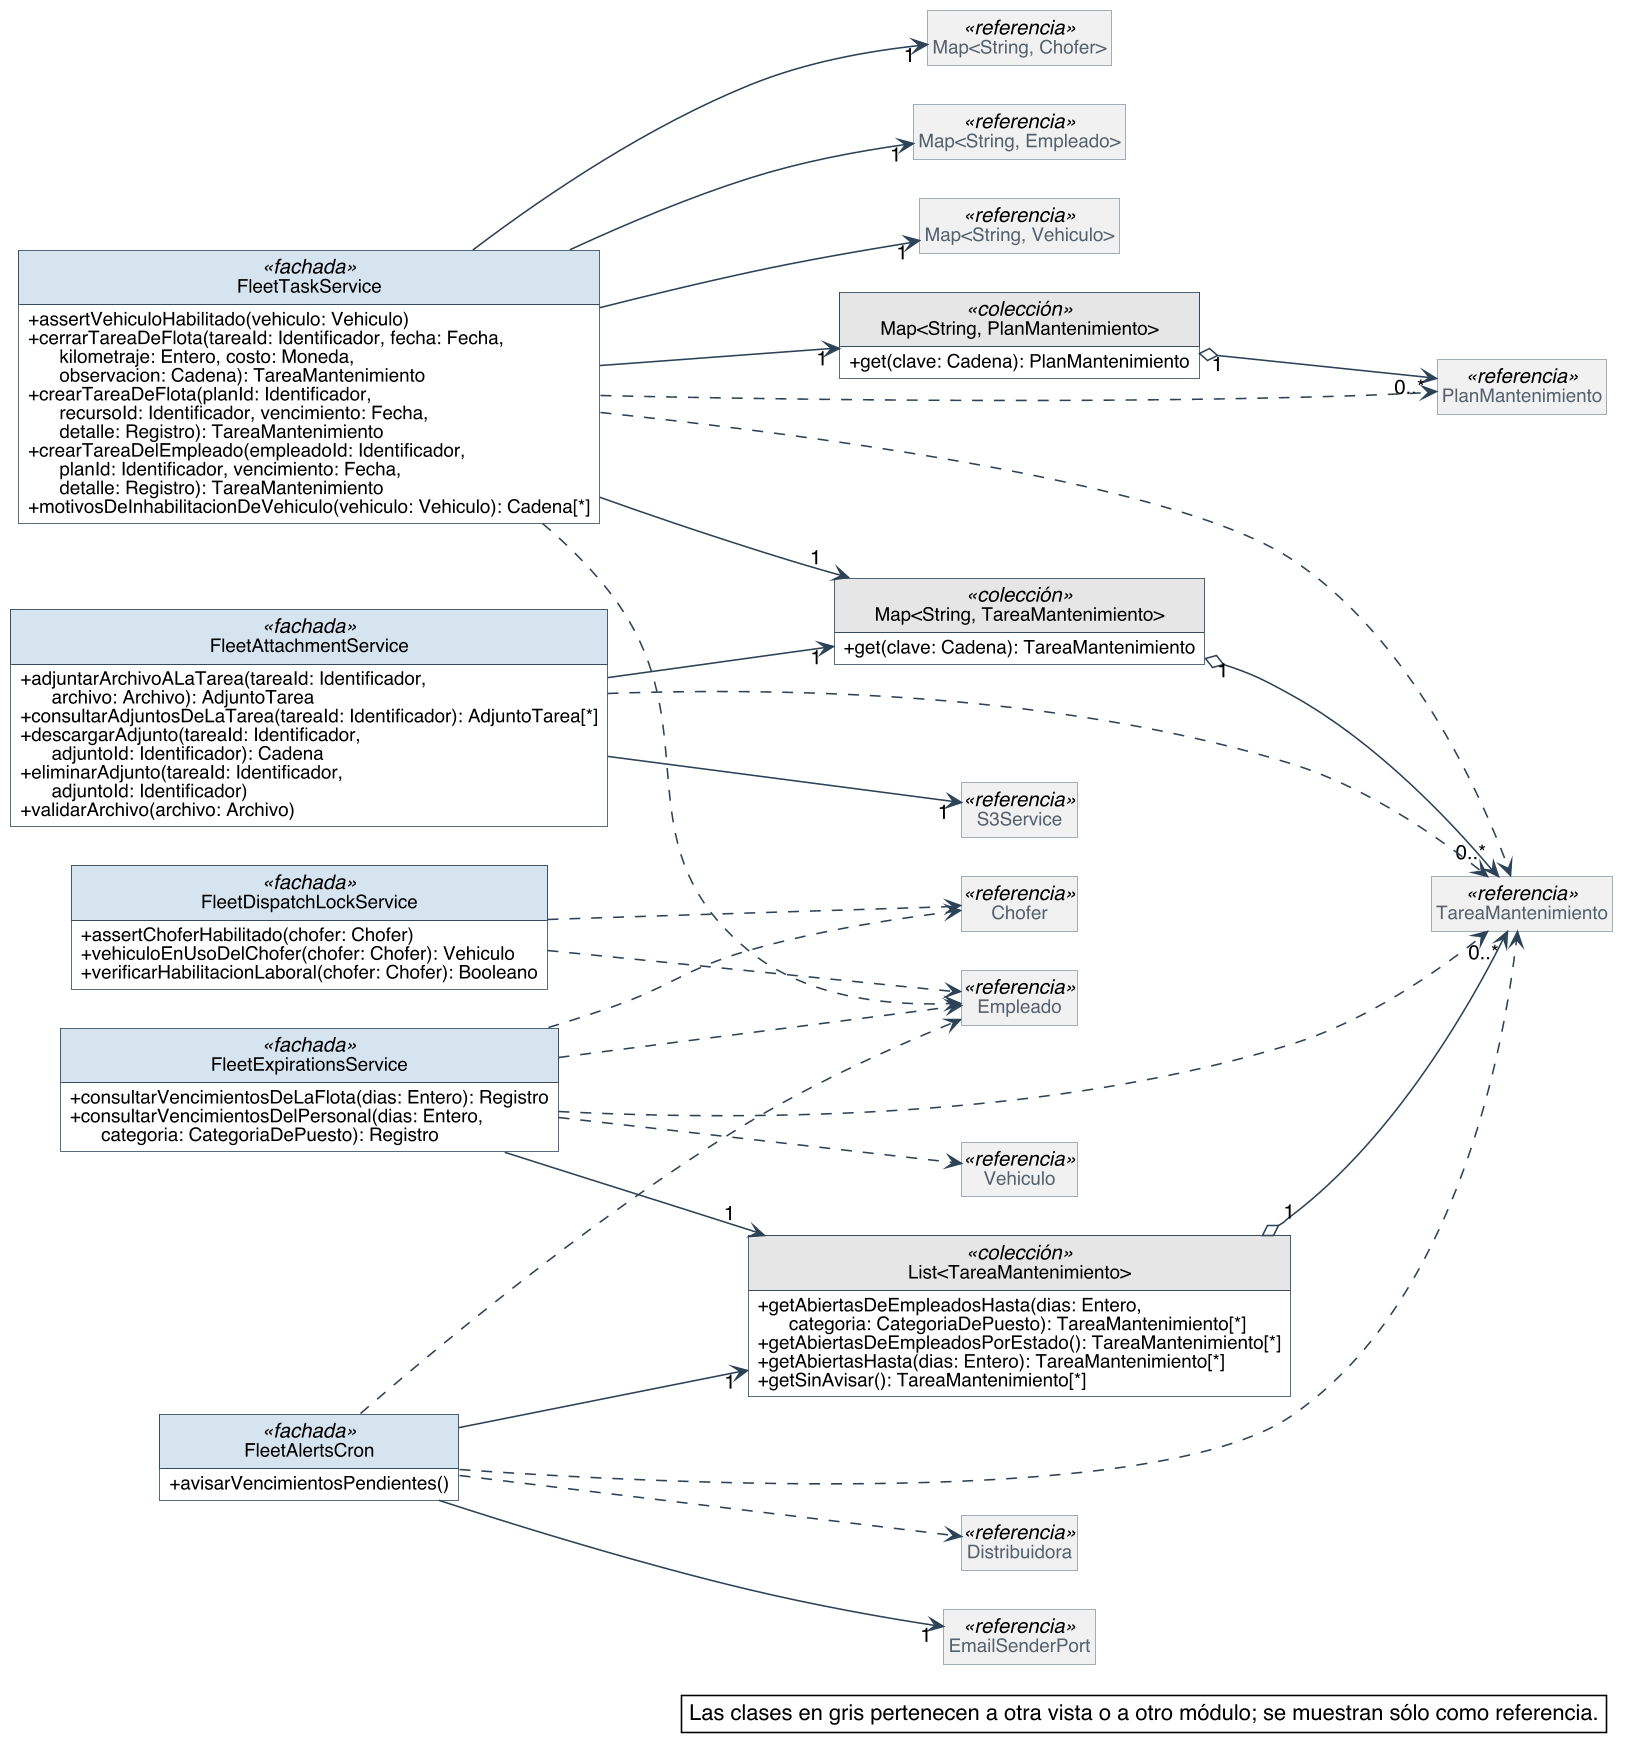 «referencia»
Map<String, Chofer>
1
«referencia»
Map<String, Empleado>
1
«referencia»
Map<String, Vehiculo>
1
«fachada»
FleetTaskService
+assertVehiculoHabilitado(vehiculo: Vehiculo)
+cerrarTareaDeFlota(tareaId: Identificador, fecha: Fecha,
kilometraje: Entero, costo: Moneda,
observacion: Cadena): TareaMantenimiento
+crearTareaDeFlota(planId: Identificador,
recursoId: Identificador, vencimiento: Fecha,
detalle: Registro): TareaMantenimiento
+crearTareaDelEmpleado(empleadoId: Identificador,
planId: Identificador, vencimiento: Fecha,
detalle: Registro): TareaMantenimiento
+motivosDeInhabilitacionDeVehiculo(vehiculo: Vehiculo): Cadena[*]
«colección»
Map<String, PlanMantenimiento>
+get(clave: Cadena): PlanMantenimiento
1
1
0..*
«referencia»
PlanMantenimiento
1
«colección»
Map<String, TareaMantenimiento>
+get(clave: Cadena): TareaMantenimiento
1
1
«fachada»
FleetAttachmentService
+adjuntarArchivoALaTarea(tareaId: Identificador,
archivo: Archivo): AdjuntoTarea
+consultarAdjuntosDeLaTarea(tareaId: Identificador): AdjuntoTarea[*]
+descargarAdjunto(tareaId: Identificador,
adjuntoId: Identificador): Cadena
+eliminarAdjunto(tareaId: Identificador,
adjuntoId: Identificador)
+validarArchivo(archivo: Archivo)
«referencia»
S3Service
1
0..*
«fachada»
FleetDispatchLockService
+assertChoferHabilitado(chofer: Chofer)
+vehiculoEnUsoDelChofer(chofer: Chofer): Vehiculo
+verificarHabilitacionLaboral(chofer: Chofer): Booleano
«referencia»
Chofer
«referencia»
TareaMantenimiento
0..*
«referencia»
Empleado
«fachada»
FleetExpirationsService
+consultarVencimientosDeLaFlota(dias: Entero): Registro
+consultarVencimientosDelPersonal(dias: Entero,
categoria: CategoriaDePuesto): Registro
«referencia»
Vehiculo
1
1
«colección»
List<TareaMantenimiento>
+getAbiertasDeEmpleadosHasta(dias: Entero,
categoria: CategoriaDePuesto): TareaMantenimiento[*]
+getAbiertasDeEmpleadosPorEstado(): TareaMantenimiento[*]
+getAbiertasHasta(dias: Entero): TareaMantenimiento[*]
+getSinAvisar(): TareaMantenimiento[*]
1
«fachada»
FleetAlertsCron
+avisarVencimientosPendientes()
«referencia»
Distribuidora
«referencia»
EmailSenderPort
1
Las clases en gris pertenecen a otra vista o a otro módulo; se muestran sólo como referencia.